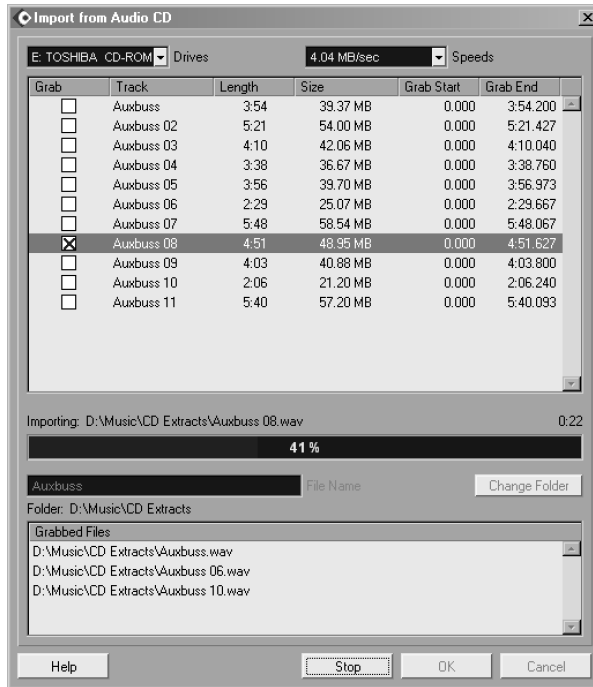 Import from Audio CD
E: TOSHIBA CD-ROM Drives 4.04 MB/sec Speeds
Grab Track Length Size Grab Start Grab End
Auxbuss 3:54 39.37 MB 0.000 3:54.200
Auxbuss 02 5:21 54.00 MB 0.000 5:21.427
Auxbuss 03 4:10 42.06 MB 0.000 4:10.040
Auxbuss 04 3:38 36.67 MB 0.000 3:38.760
Auxbuss 05 3:56 39.70 MB 0.000 3:56.973
Auxbuss 06 2:29 25.07 MB 0.000 2:29.667
Auxbuss 07 5:48 58.54 MB 0.000 5:48.067
Auxbuss 08 4:51 48.95 MB 0.000 4:51.627
Auxbuss 09 4:03 40.88 MB 0.000 4:03.800
Auxbuss 10 2:06 21.20 MB 0.000 2:06.240
Auxbuss 11 5:40 57.20 MB 0.000 5:40.093
Importing: D:\Music\CD Extracts\Auxbuss 08.wav 0:22
41 %
Auxbuss File Name Change Folder
Folder: D:\Music\CD Extracts
Grabbed Files
D:\Music\CD Extracts\Auxbuss.wav
D:\Music\CD Extracts\Auxbuss 06.wav
D:\Music\CD Extracts\Auxbuss 10.wav
Help Stop OK Cancel